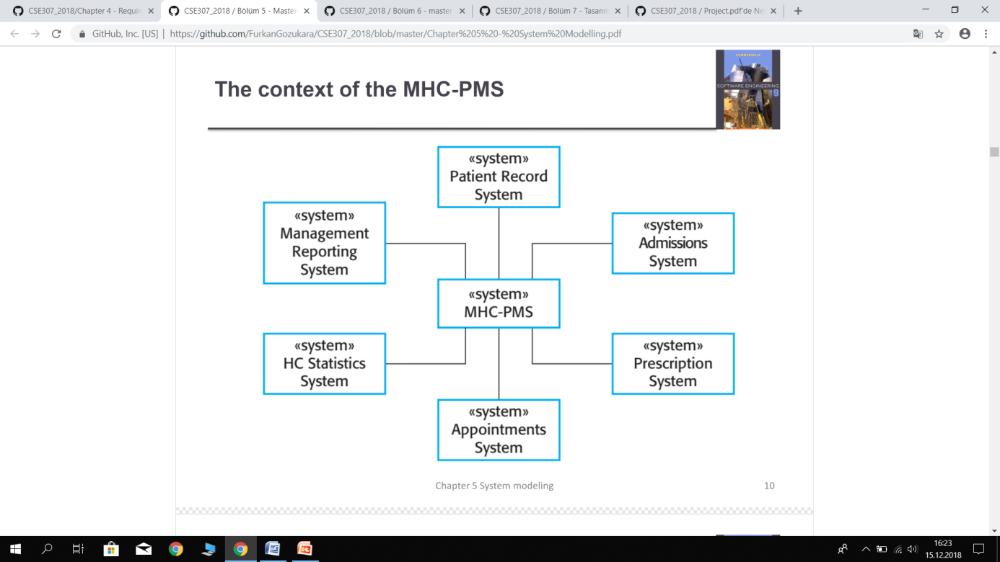 CSE307_2018/Chapter 4 - Requir
CSE307_2018 / Bölüm 5 - Master
CSE307_2018 / Bölüm 6 - master
CSE307_2018 / Bölüm 7 - Tasarım
CSE307_2018 / Project.pdf'de Ne
GitHub, Inc. [US] | https://github.com/FurkanGozukara/CSE307_2018/blob/master/Chapter%205%20-%20System%20Modelling.pdf
The context of the MHC-PMS
SOMMERVILLE
SOFTWARE ENGINEERING
9
«system»
Patient Record
System
«system»
Management
Reporting
System
«system»
Admissions
System
«system»
MHC-PMS
«system»
HC Statistics
System
«system»
Prescription
System
«system»
Appointments
System
Chapter 5 System modeling
10
16:23
15.12.2018